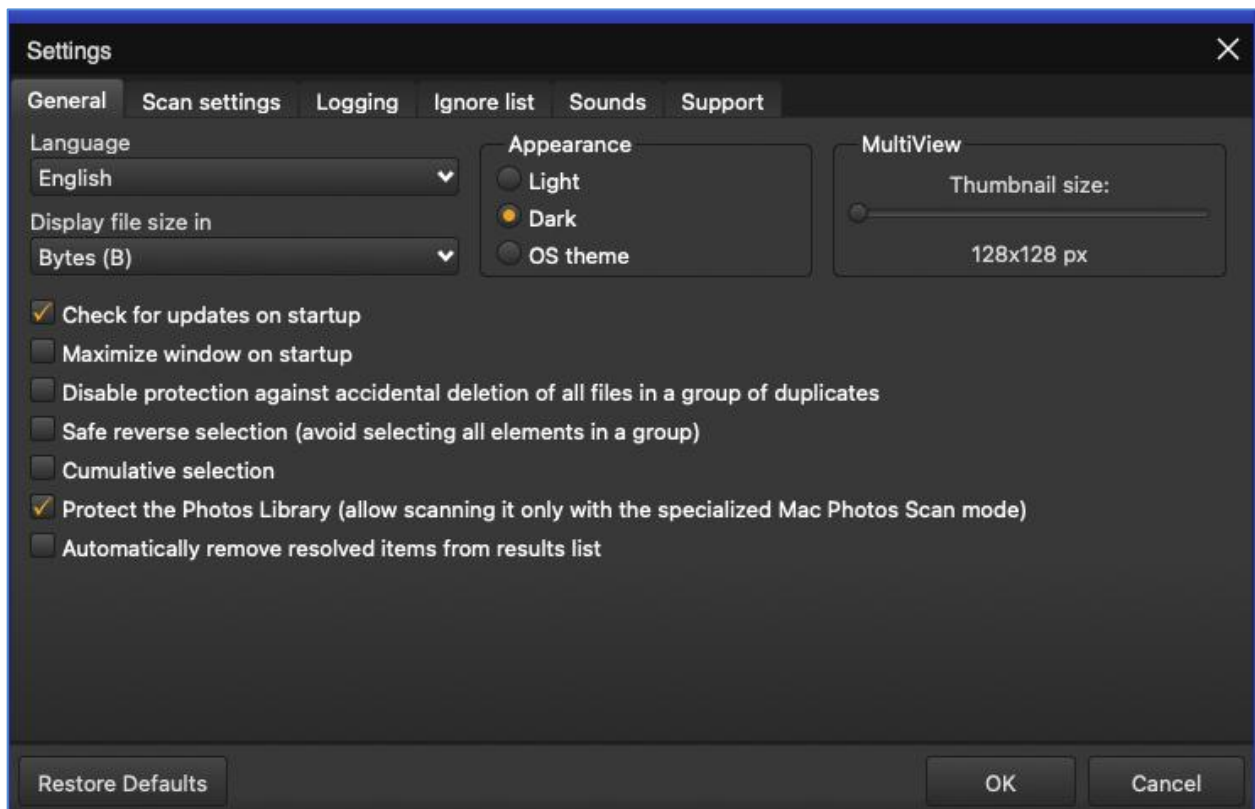 Settings
General Scan settings Logging Ignore list Sounds Support
Language
English
Display file size in
Bytes (B)
Appearance
Light
Dark
OS theme
MultiView
Thumbnail size:
128x128 px
Check for updates on startup
Maximize window on startup
Disable protection against accidental deletion of all files in a group of duplicates
Safe reverse selection (avoid selecting all elements in a group)
Cumulative selection
Protect the Photos Library (allow scanning it only with the specialized Mac Photos Scan mode)
Automatically remove resolved items from results list
Restore Defaults OK Cancel